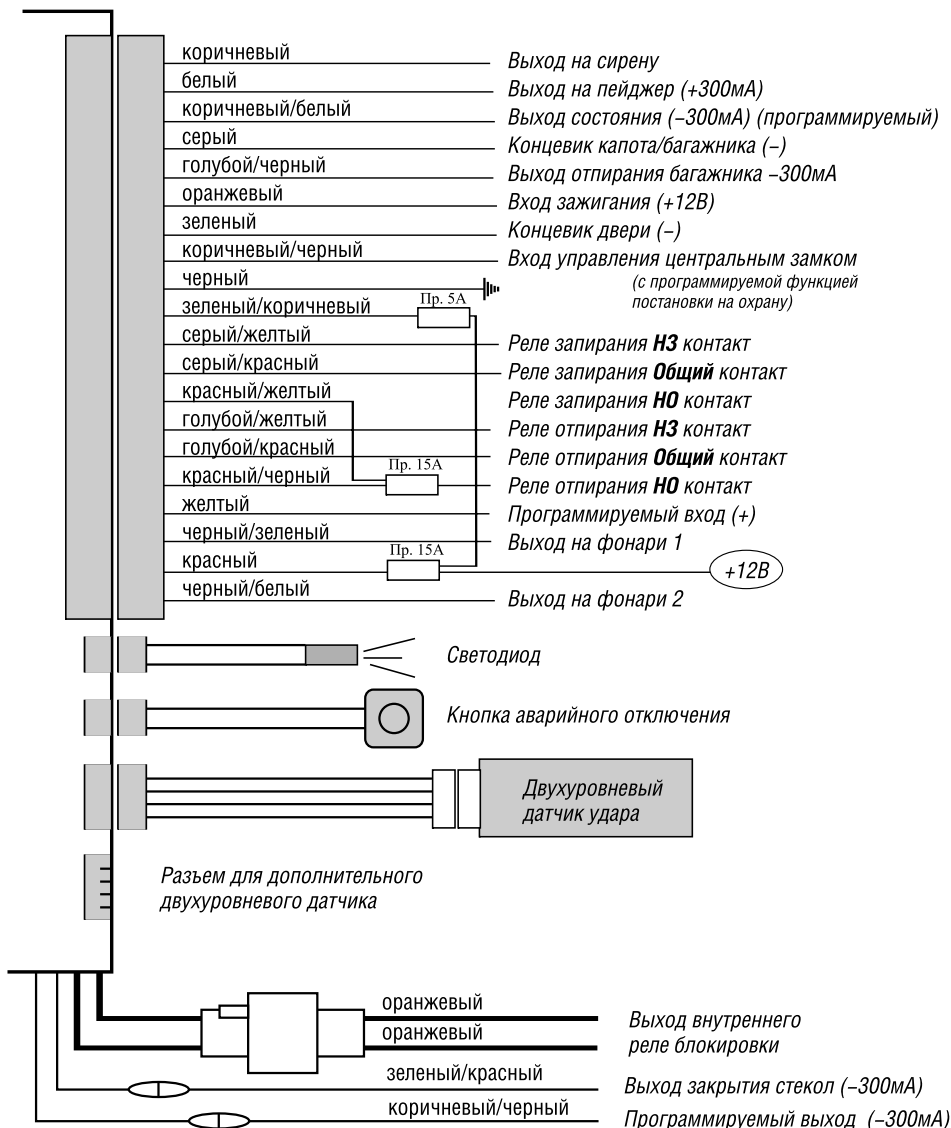 коричневый Выход на сирену
белый Выход на пейджер (+300мА)
коричневый/белый Выход состояния (–300мА) (программируемый)
серый Концевик капота/багажника (–)
голубой/черный Выход отпирания багажника –300мА
оранжевый Вход зажигания (+12В)
зеленый Концевик двери (–)
коричневый/черный Вход управления центральным замком
черный (с программируемой функцией
постановки на охрану)
зеленый/коричневый Пр. 5А
серый/желтый Реле запирания НЗ контакт
серый/красный Реле запирания Общий контакт
красный/желтый Реле запирания НО контакт
голубой/желтый Реле отпирания НЗ контакт
голубой/красный Реле отпирания Общий контакт
красный/черный Пр. 15А Реле отпирания НО контакт
желтый Программируемый вход (+)
черный/зеленый Выход на фонари 1
красный Пр. 15А +12В
черный/белый Выход на фонари 2
Светодиод
Кнопка аварийного отключения
Двухуровневый
датчик удара
Разъем для дополнительного
двухуровневого датчика
оранжевый
оранжевый
Выход внутреннего
реле блокировки
зеленый/красный Выход закрытия стекол (–300мА)
коричневый/черный Программируемый выход (–300мА)